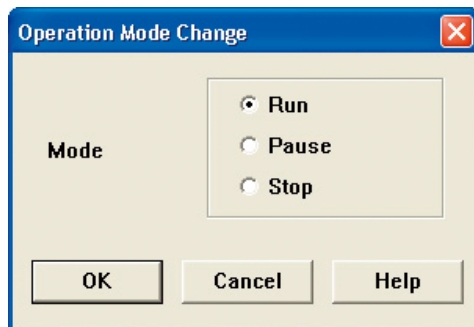 Operation Mode Change
Run
Mode
Pause
Stop
OK Cancel Help